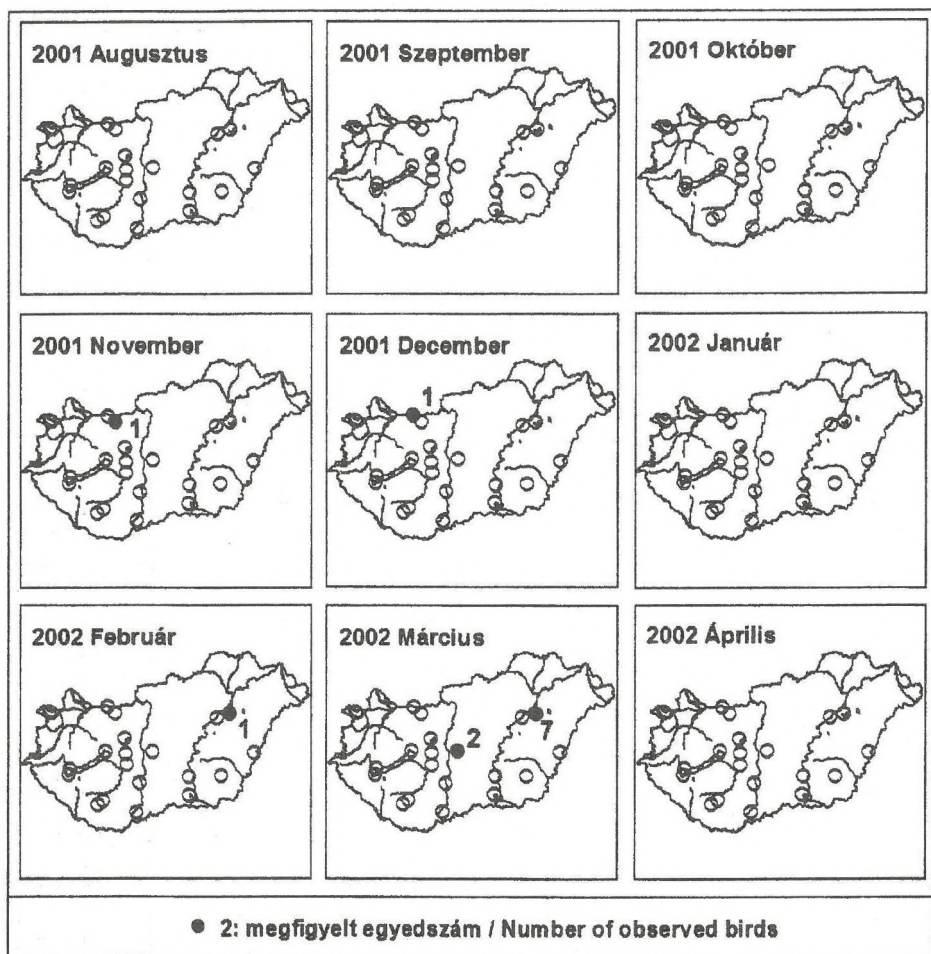 2001 Augusztus
2001 Szeptember
2001 Október
2001 November
1
2001 December
1
2002 Január
2002 Február
1
2002 Március
2
7
2002 Április
● 2: megfigyelt egyedszám / Number of observed birds